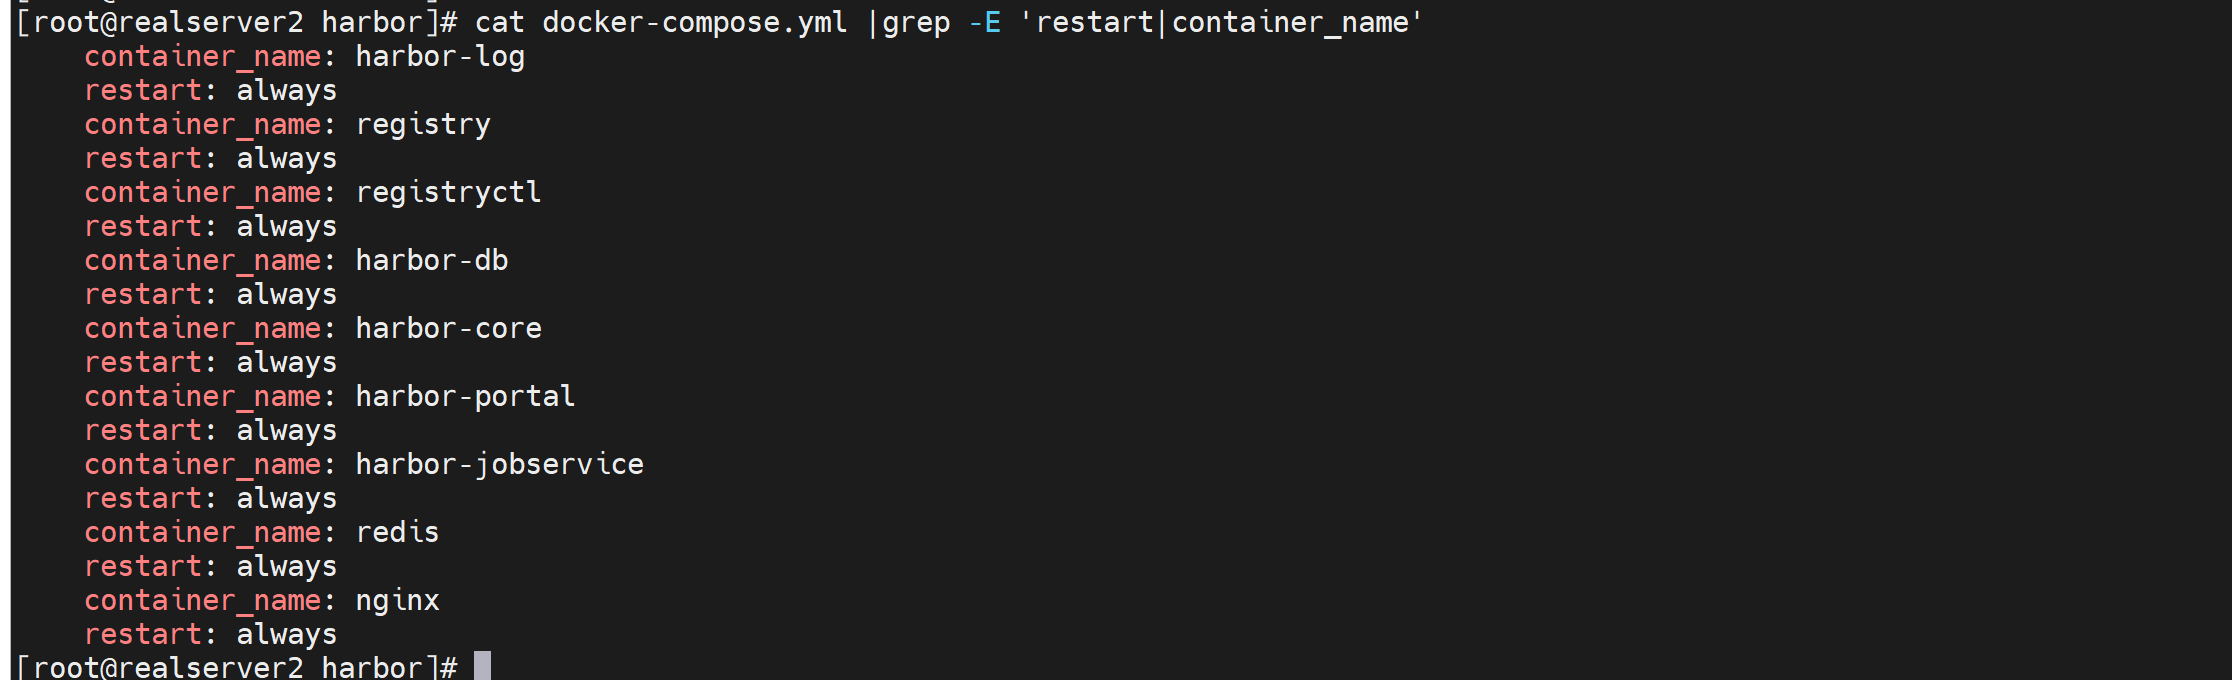 [root@realserver2 harbor]# cat docker-compose.yml |grep -E 'restart|container_name'
    container_name: harbor-log
    restart: always
    container_name: registry
    restart: always
    container_name: registryctl
    restart: always
    container_name: harbor-db
    restart: always
    container_name: harbor-core
    restart: always
    container_name: harbor-portal
    restart: always
    container_name: harbor-jobservice
    restart: always
    container_name: redis
    restart: always
    container_name: nginx
    restart: always
[root@realserver2 harbor]#